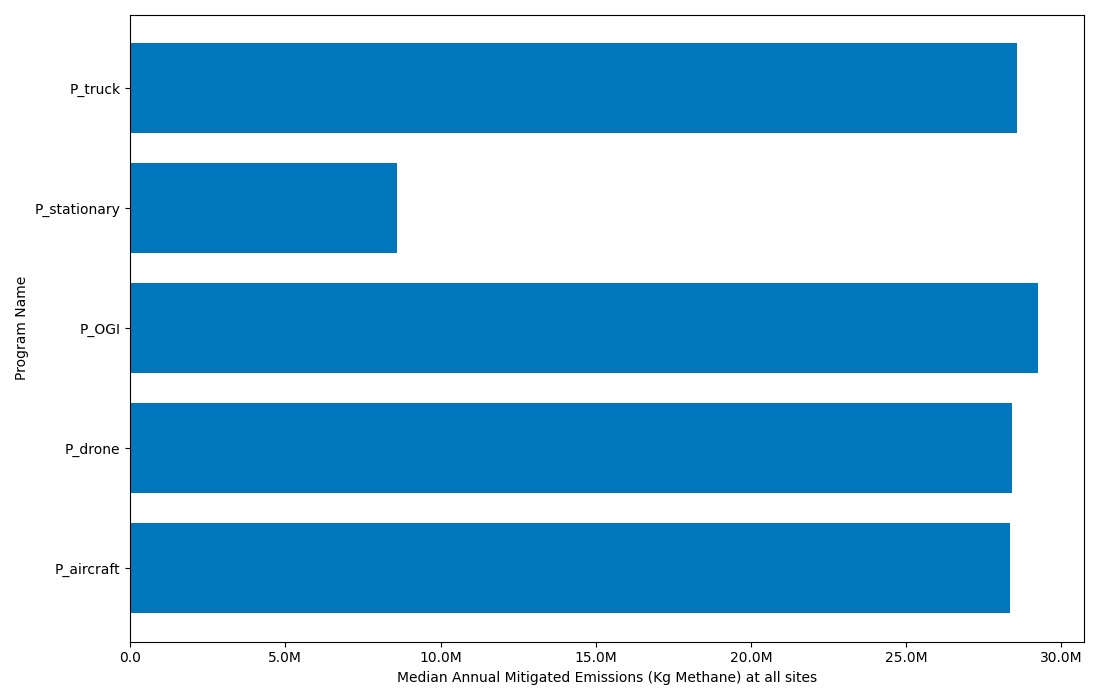 P_truck
P_stationary
P_OGI
P_drone
P_aircraft
Program Name
0.0
5.0M
10.0M
15.0M
20.0M
25.0M
30.0M
Median Annual Mitigated Emissions (Kg Methane) at all sites